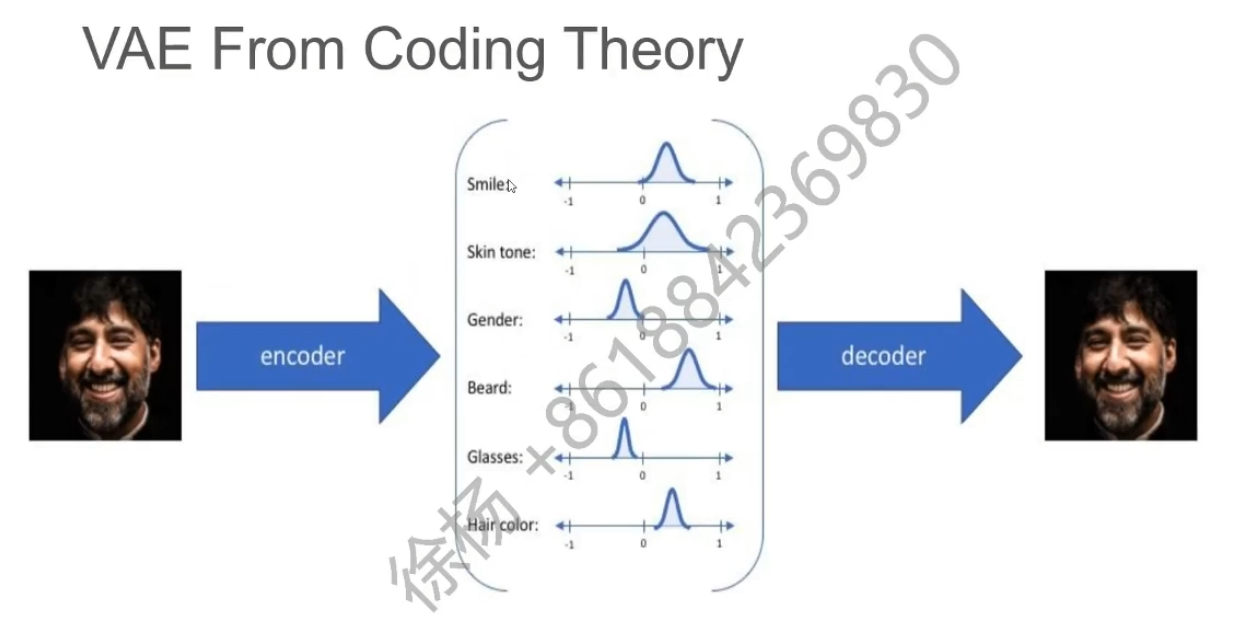 VAE From Coding Theory
Smile:
-1 0 1
Skin tone:
-1 0 1
Gender:
-1 0 1
Beard:
-1 0 1
Glasses:
-1 0 1
Hair color:
-1 0 1
encoder
decoder
徐杨 +8618842369830